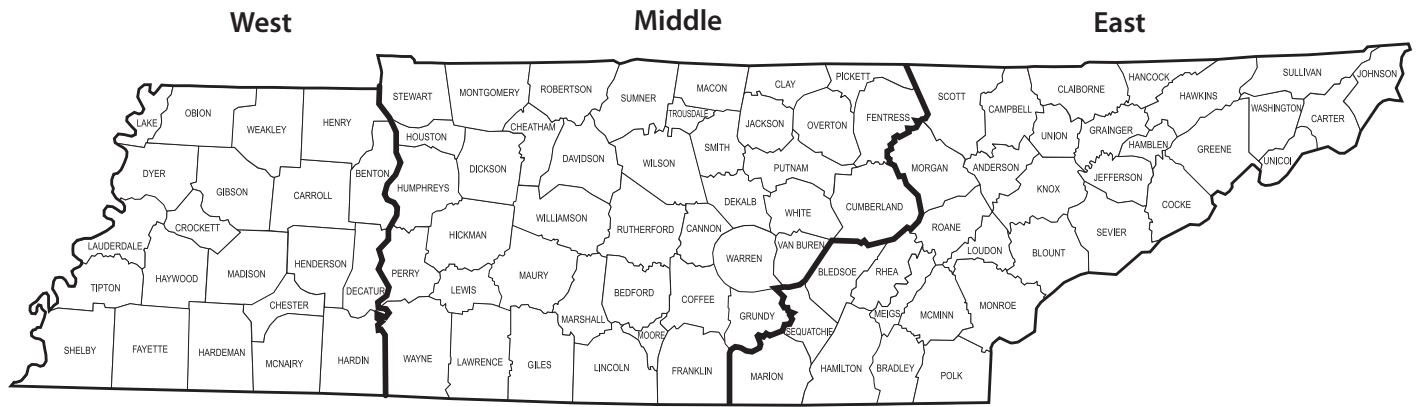 West Middle East
STEWART MONTGOMERY ROBERTSON SUMNER MACON CLAY PICKETT SCOTT CAMPBELL CLAIBORNE HANCOCK HAWKINS SULLIVAN JOHNSON
LAKE OBION WEAKLEY HENRY HOUSTON CHEATHAM TROUSDALE JACKSON OVERTON FENTRESS UNION GRAINGER WASHINGTON CARTER
DYER GIBSON CARROLL BENTON HUMPHREYS DICKSON DAVIDSON WILSON SMITH PUTNAM MORGAN ANDERSON KNOX JEFFERSON HAMBLEN GREENE UNICOI
LAUDERDALE CROCKETT HICKMAN WILLIAMSON RUTHERFORD CANNON DEKALB WHITE CUMBERLAND ROANE LOUDON BLOUNT SEVIER COCKE
TIPTON HAYWOOD MADISON HENDERSON DECATUR PERRY LEWIS MAURY BEDFORD COFFEE WARREN VAN BUREN BLEDSOE RHEA MEIGS MCMINN MONROE
CHESTER MARSHALL MOORE GRUNDY SEQUATCHIE
SHELBY FAYETTE HARDEMAN MCNAIRY HARDIN WAYNE LAWRENCE GILES LINCOLN FRANKLIN MARION HAMILTON BRADLEY POLK